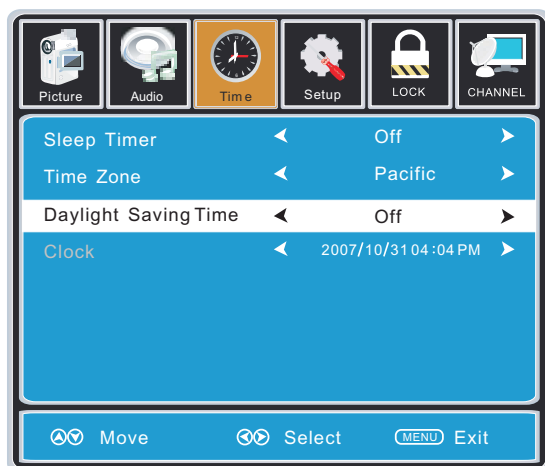 Picture Audio Time Setup LOCK CHANNEL
Sleep Timer Off
Time Zone Pacific
Daylight Saving Time Off
Clock 2007/10/31 04:04 PM
Move Select MENU Exit